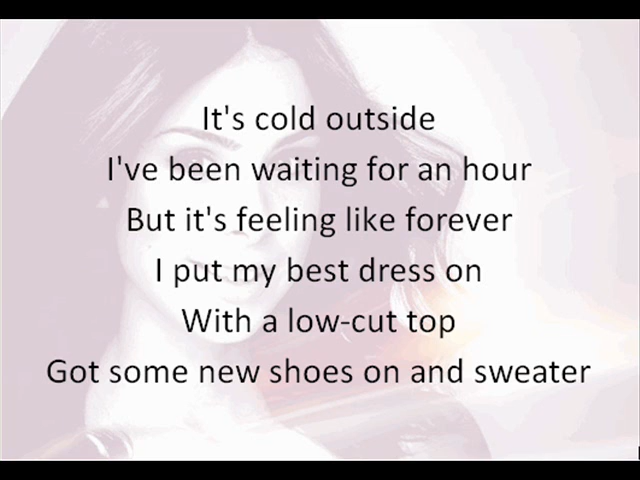 It's cold outside
I've been waiting for an hour
But it's feeling like forever
I put my best dress on
With a low-cut top
Got some new shoes on and sweater